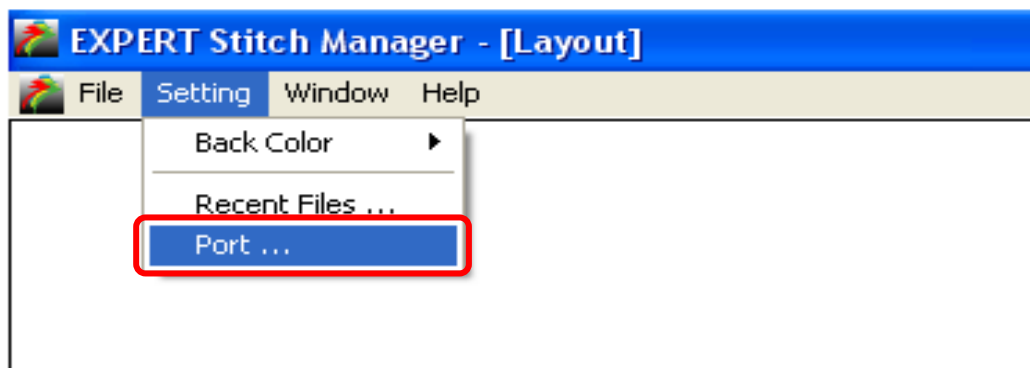 EXPERT Stitch Manager - [Layout]
File Setting Window Help
Back Color
Recent Files ...
Port ...